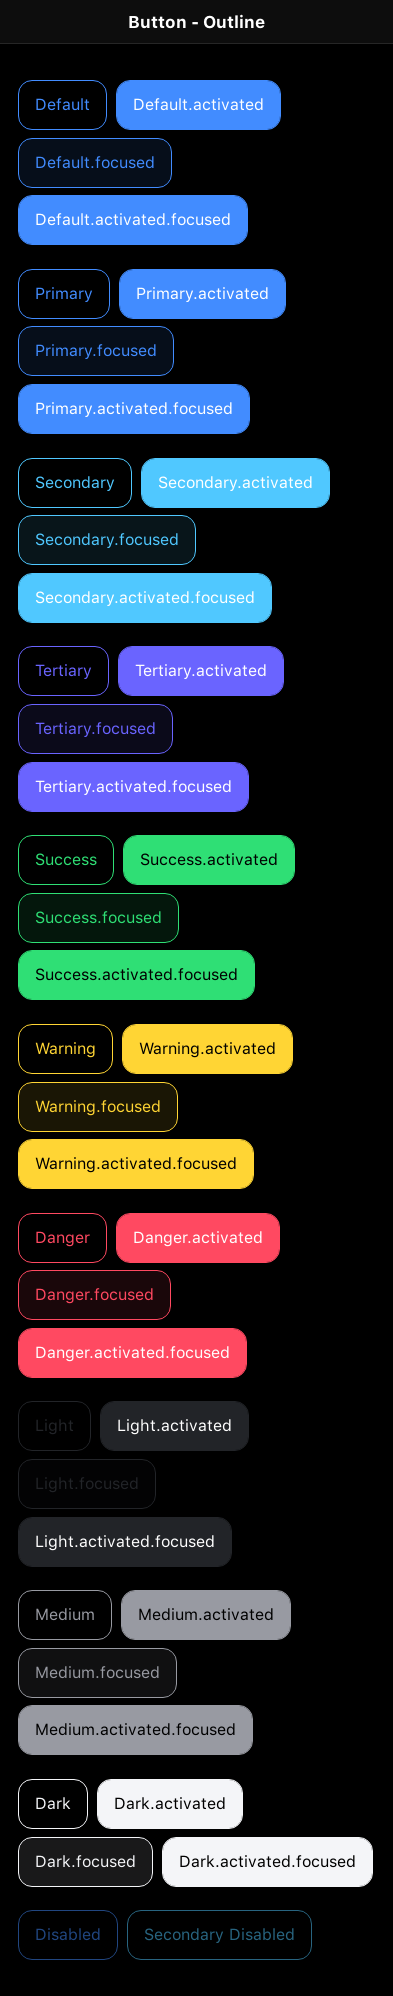 Button - Outline
Default Default.activated
Default.focused
Default.activated.focused
Primary Primary.activated
Primary.focused
Primary.activated.focused
Secondary Secondary.activated
Secondary.focused
Secondary.activated.focused
Tertiary Tertiary.activated
Tertiary.focused
Tertiary.activated.focused
Success Success.activated
Success.focused
Success.activated.focused
Warning Warning.activated
Warning.focused
Warning.activated.focused
Danger Danger.activated
Danger.focused
Danger.activated.focused
Light Light.activated
Light.focused
Light.activated.focused
Medium Medium.activated
Medium.focused
Medium.activated.focused
Dark Dark.activated
Dark.focused Dark.activated.focused
Disabled Secondary Disabled